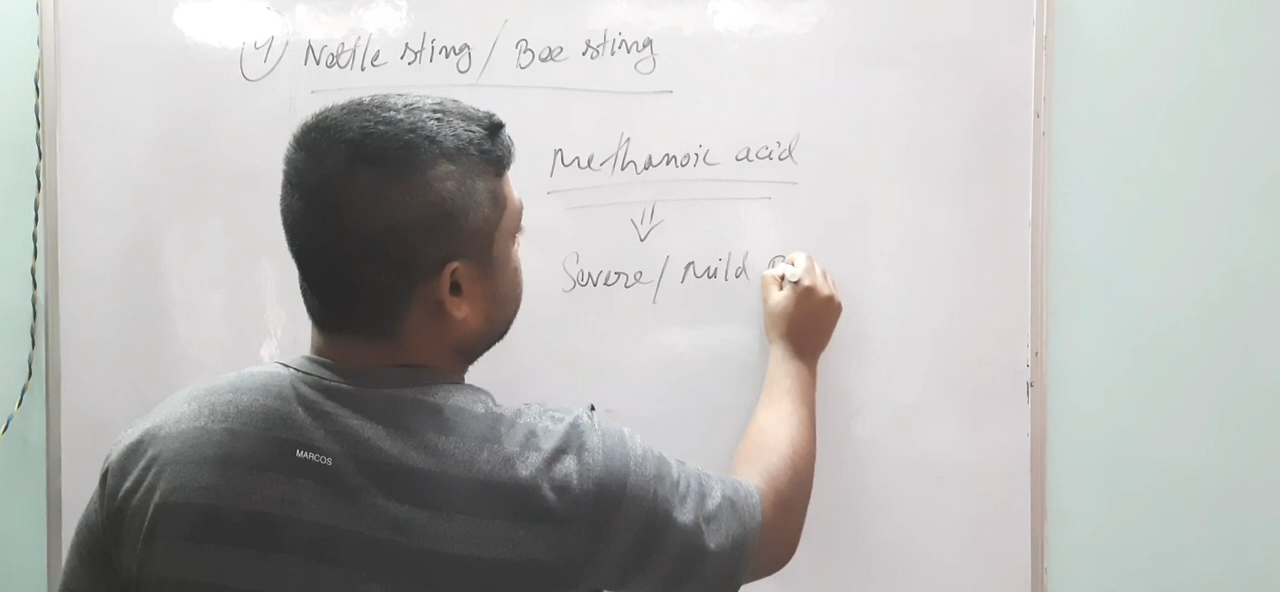 4) Nettle sting / Bee sting
Methanoic acid
Severe / Mild
MARCOS